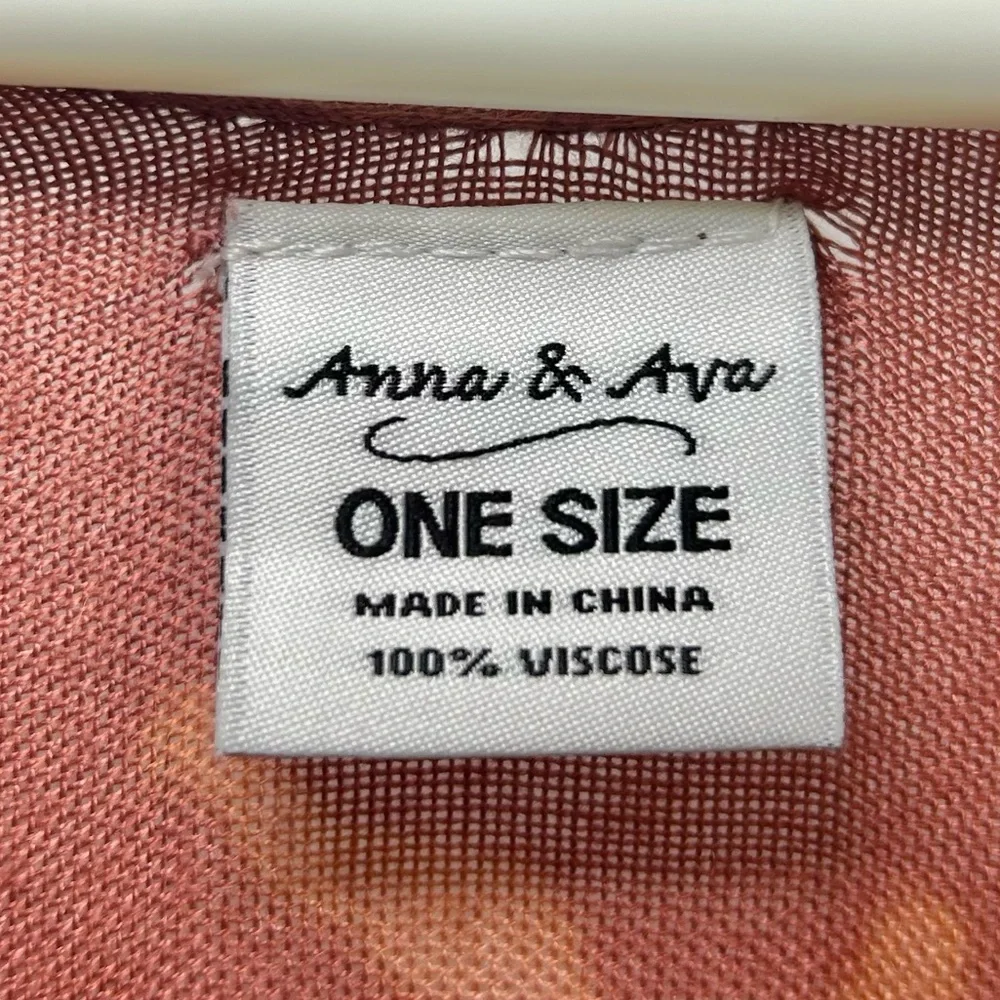 Anna & Ava
ONE SIZE
MADE IN CHINA
100% VISCOSE